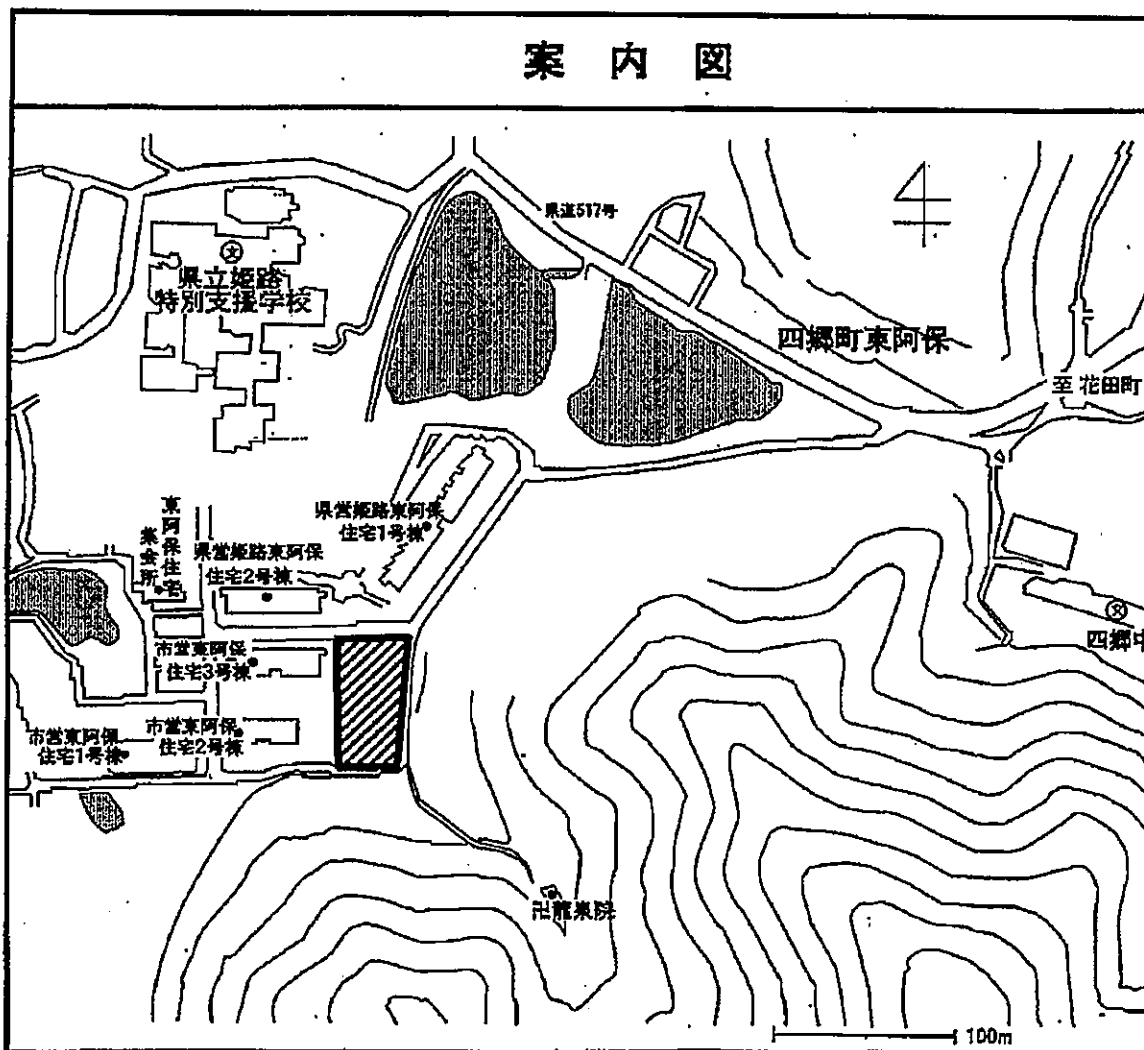 案内図
県道517号
県立姫路
特別支援学校
四郷町東阿保
至 花田町
東阿保住宅
集会所
県営姫路東阿保
住宅1号棟
県営姫路東阿保
住宅2号棟
四郷中
市営東阿保
住宅3号棟
市営東阿保
住宅2号棟
市営東阿保
住宅1号棟
卍龍泉院
100m